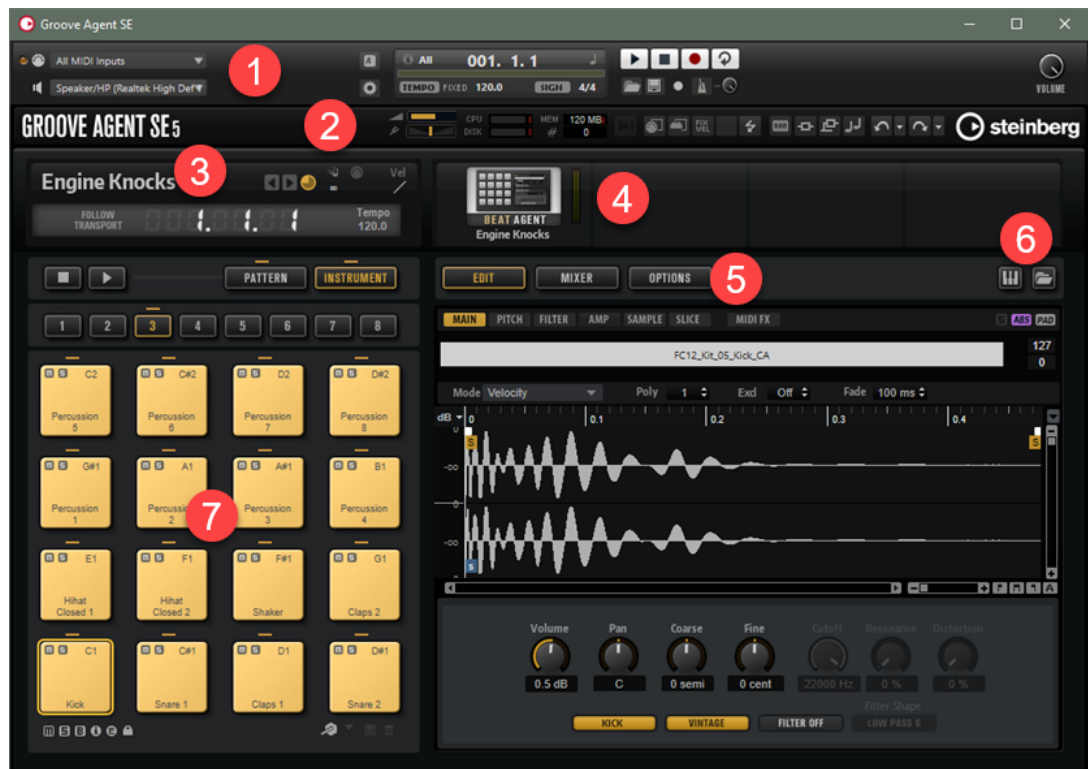 Groove Agent SE
All MIDI Inputs
1
All 001. 1. 1
Speaker/HP (Realtek High Def
TEMPO FIXED 120.0 SIGN 4/4
VOLUME
GROOVE AGENT SE 5
2
CPU
DISK
MEM 120 MB
# 0
FIX VEL
steinberg
Engine Knocks
3
Vel
∞
FOLLOW TRANSPORT
1. 1. 1
Tempo
120.0
BEAT AGENT
Engine Knocks
4
6
PATTERN INSTRUMENT
EDIT MIXER OPTIONS
5
1 2 3 4 5 6 7 8
MAIN PITCH FILTER AMP SAMPLE SLICE MIDI FX
S ABS PAD
FC12_Kit_05_Kick_CA
127
0
Mode Velocity Poly 1 Excl Off Fade 100 ms
dB 0 0.1 0.2 0.3 0.4
0
S S
-∞
0
-∞
S
m S C2 m S C#2 m S D2 m S D#2
Percussion 5
Percussion 6
Percussion 7
Percussion 8
m S G#1 m S A1 m S A#1 m S B1
Percussion 1
Percussion 2
Percussion 3
Percussion 4
7
m S E1 m S F1 m S F#1 m S G1
Hihat Closed 1
Hihat Closed 2
Shaker
Claps 2
m S C1 m S C#1 m S D1 m S D#1
Kick
Snare 1
Claps 1
Snare 2
Volume Pan Coarse Fine Cutoff Resonance Distortion
0.5 dB C 0 semi 0 cent 22000 Hz 0 % 0 %
Filter Shape
KICK VINTAGE FILTER OFF